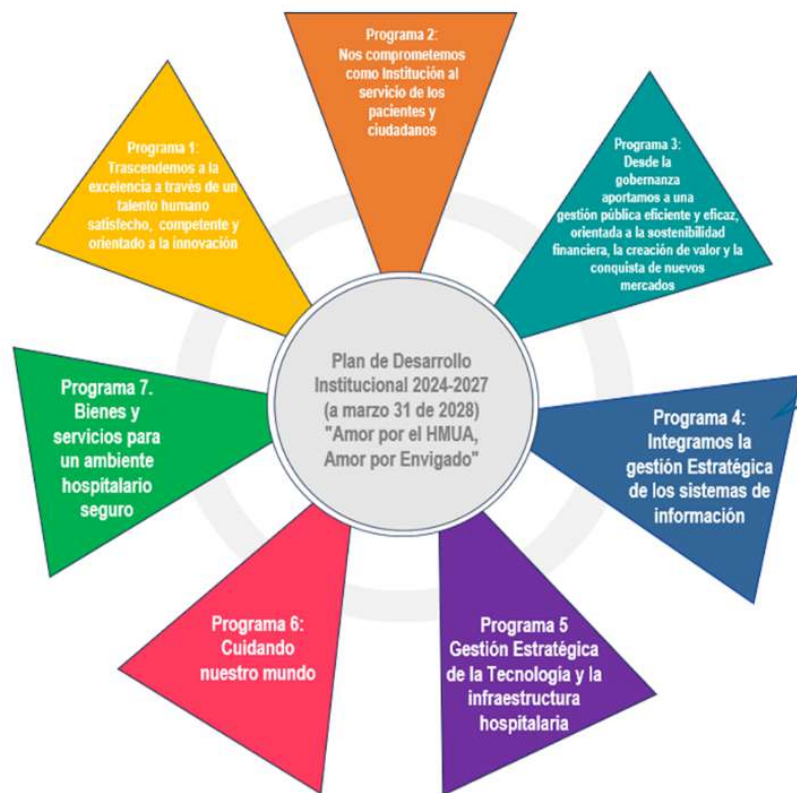 Programa 1:
Trascendemos a la
excelencia a través de un
talento humano
satisfecho, competente y
orientado a la innovación
Programa 2:
Nos comprometemos
como Institución al
servicio de los
pacientes y
ciudadanos
Programa 3:
Desde la
gobernanza
aportamos a una
gestión pública eficiente y eficaz,
orientada a la sostenibilidad
financiera, la creación de valor y la
conquista de nuevos
mercados
Programa 4:
Integramos la
gestión Estratégica
de los sistemas de
información
Programa 5
Gestión Estratégica
de la Tecnología y la
infraestructura
hospitalaria
Programa 6:
Cuidando
nuestro mundo
Programa 7.
Bienes y
servicios para
un ambiente
hospitalario
seguro
Plan de Desarrollo
Institucional 2024-2027
(a marzo 31 de 2028)
"Amor por el HMUA,
Amor por Envigado"